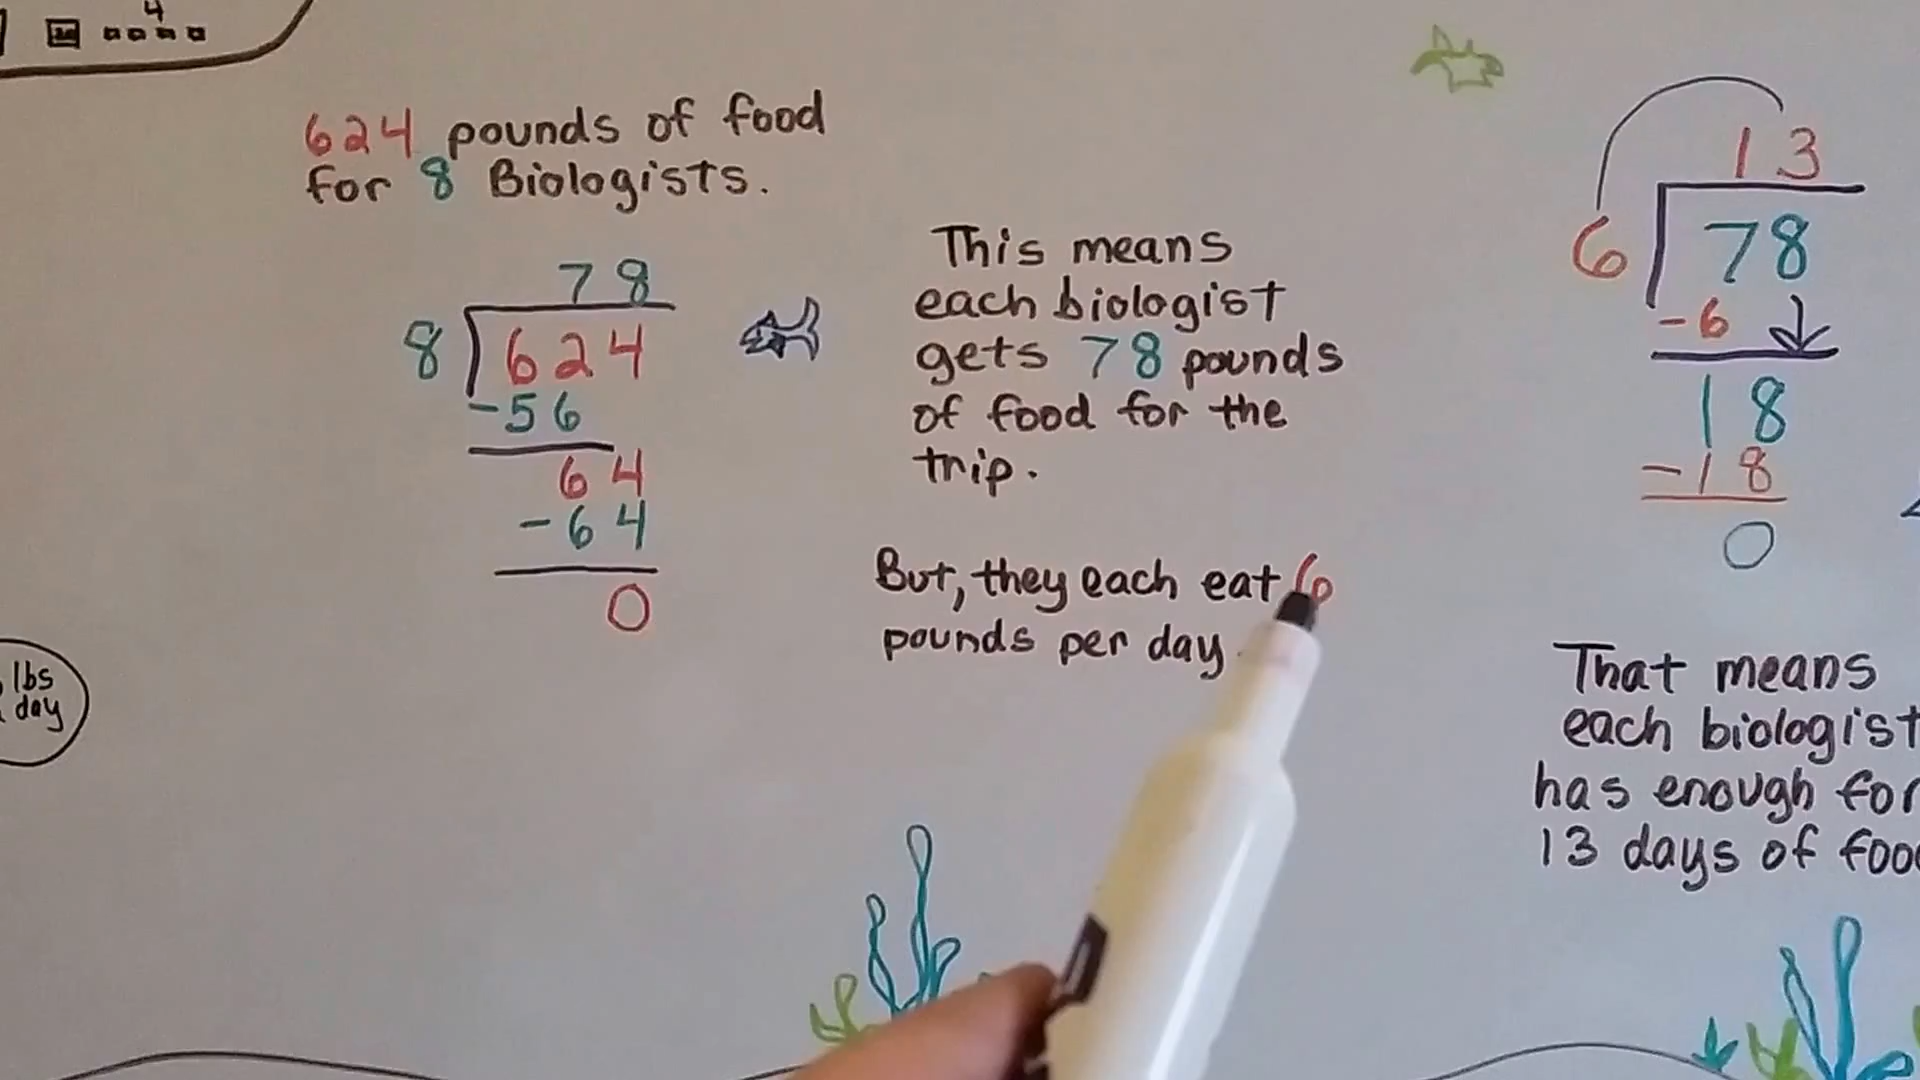 4
624 pounds of food
for 8 Biologists.
78
8 624
-56
64
-64
0
This means
each biologist
gets 78 pounds
of food for the
trip.
But, they each eat 6
pounds per day.
13
6 78
-6
18
-18
0
That means
each biologist
has enough for
13 days of foo
lbs
day